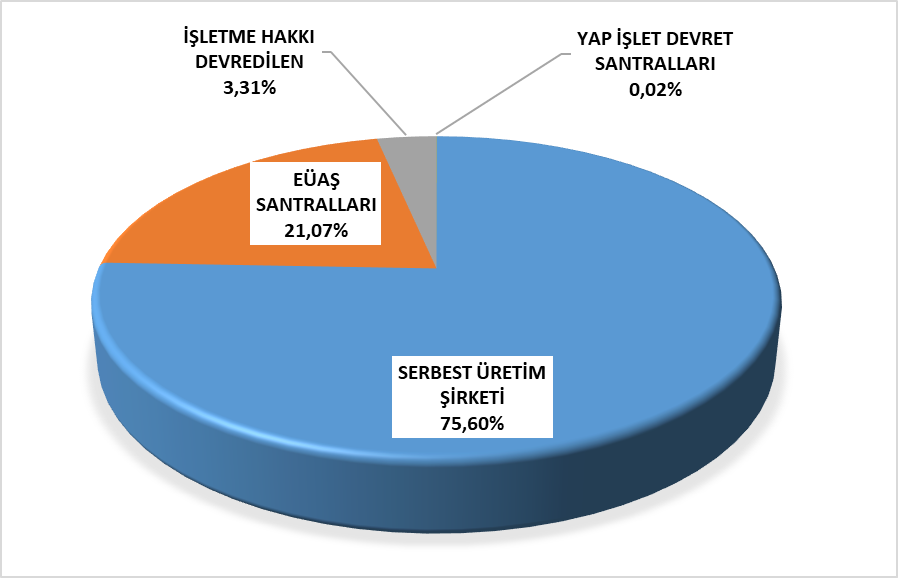 İŞLETME HAKKI
DEVREDİLEN
3,31%
YAP İŞLET DEVRET
SANTRALLARI
0,02%
EÜAŞ
SANTRALLARI
21,07%
SERBEST ÜRETİM
ŞİRKETİ
75,60%